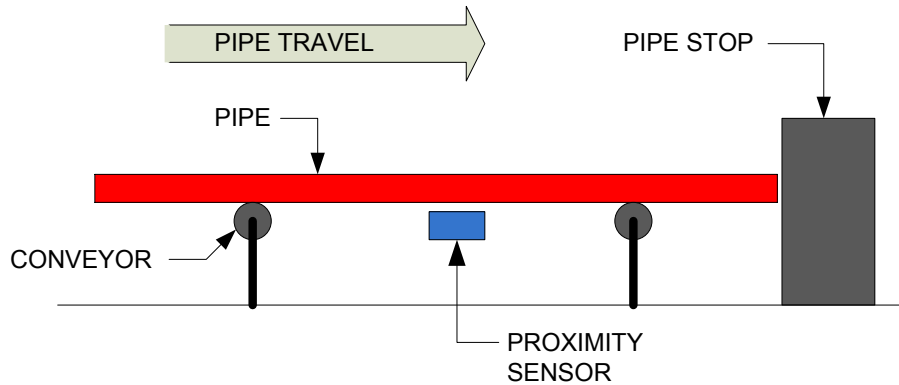 PIPE TRAVEL
PIPE STOP
PIPE
CONVEYOR
PROXIMITY
SENSOR